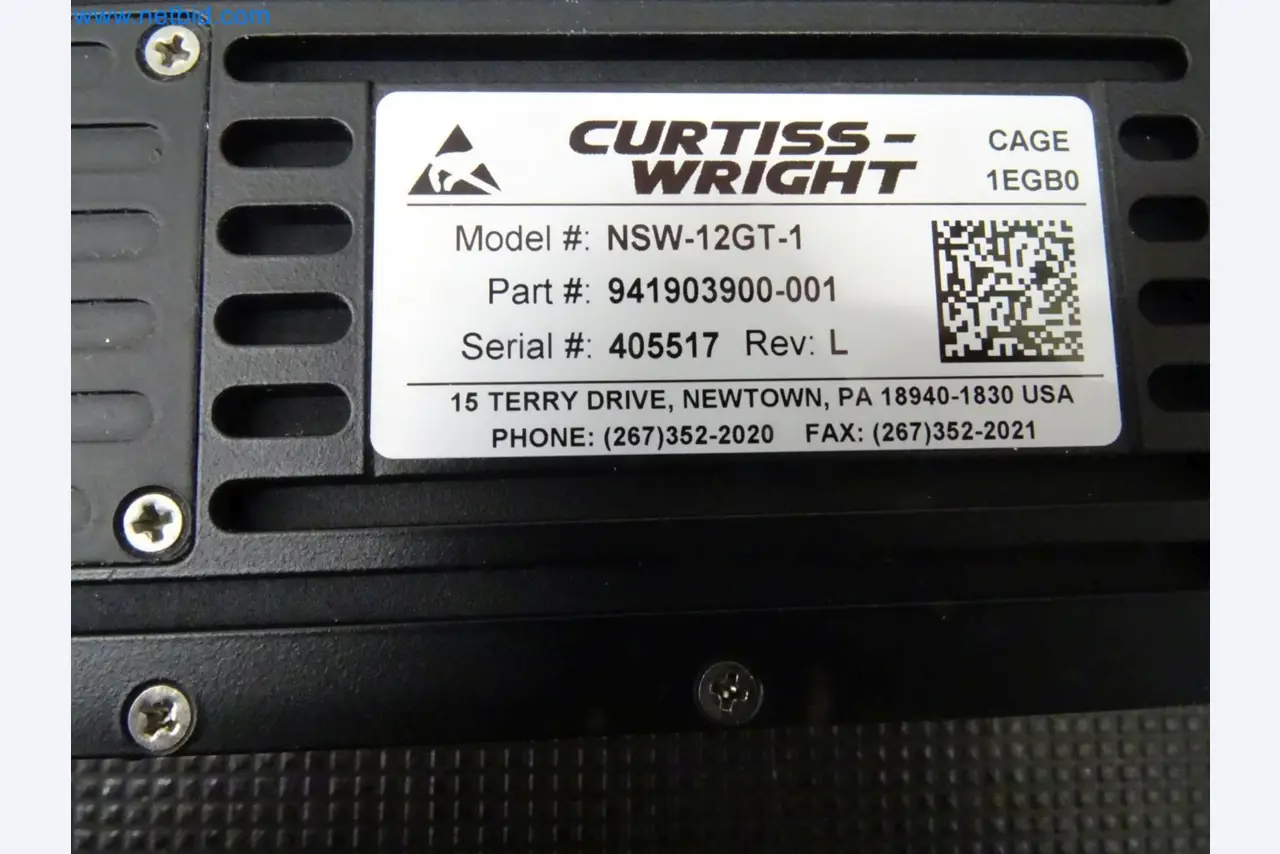 www.netbid.com
CURTISS-
WRIGHT
CAGE
1EGB0
Model #: NSW-12GT-1
Part #: 941903900-001
Serial #: 405517 Rev: L
15 TERRY DRIVE, NEWTOWN, PA 18940-1830 USA
PHONE: (267)352-2020 FAX: (267)352-2021